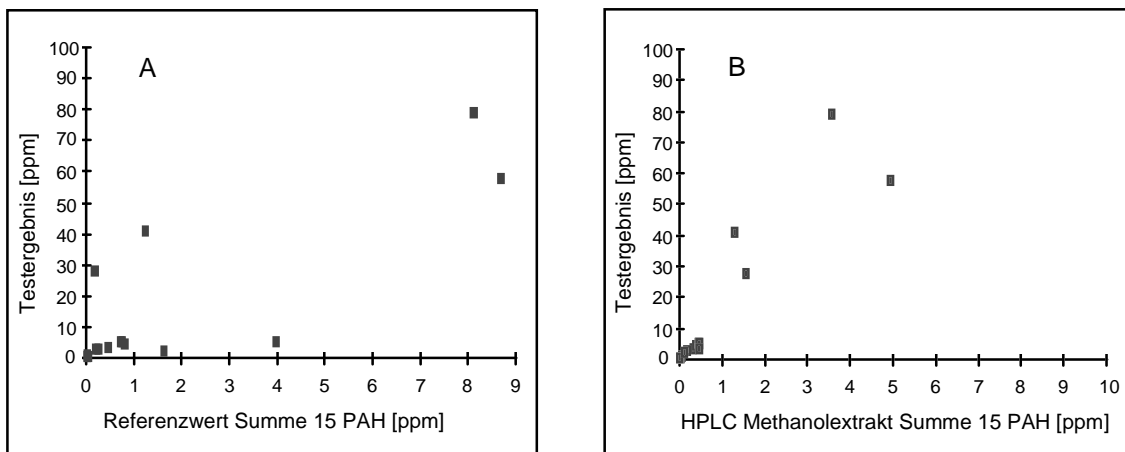 A
100
90
80
70
60
50
40
30
20
10
0
Testergebnis [ppm]
0 1 2 3 4 5 6 7 8 9
Referenzwert Summe 15 PAH [ppm]
B
100
90
80
70
60
50
40
30
20
10
0
Testergebnis [ppm]
0 1 2 3 4 5 6 7 8 9 10
HPLC Methanolextrakt Summe 15 PAH [ppm]